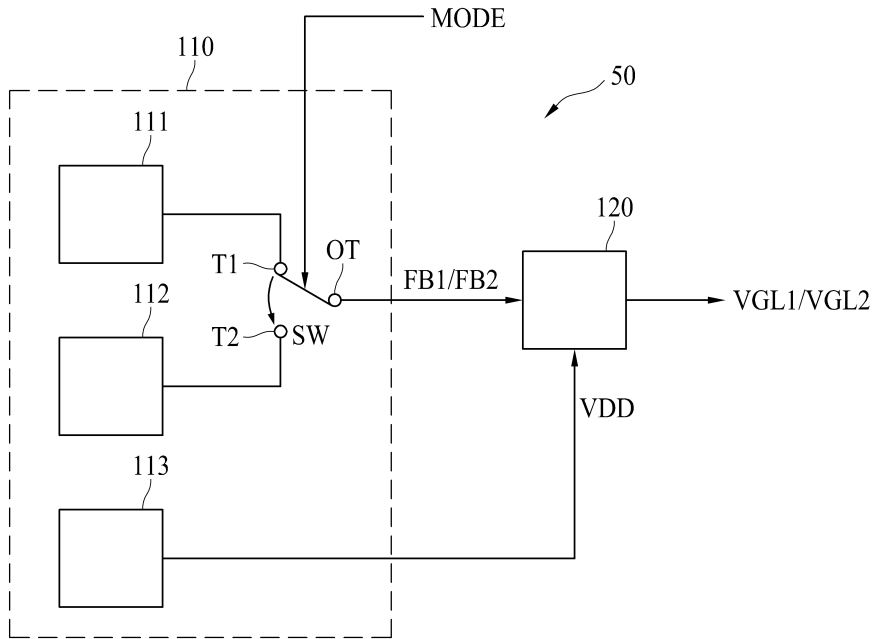 MODE
110
50
111
120
T1
OT
FB1/FB2
VGL1/VGL2
112
T2
SW
VDD
113